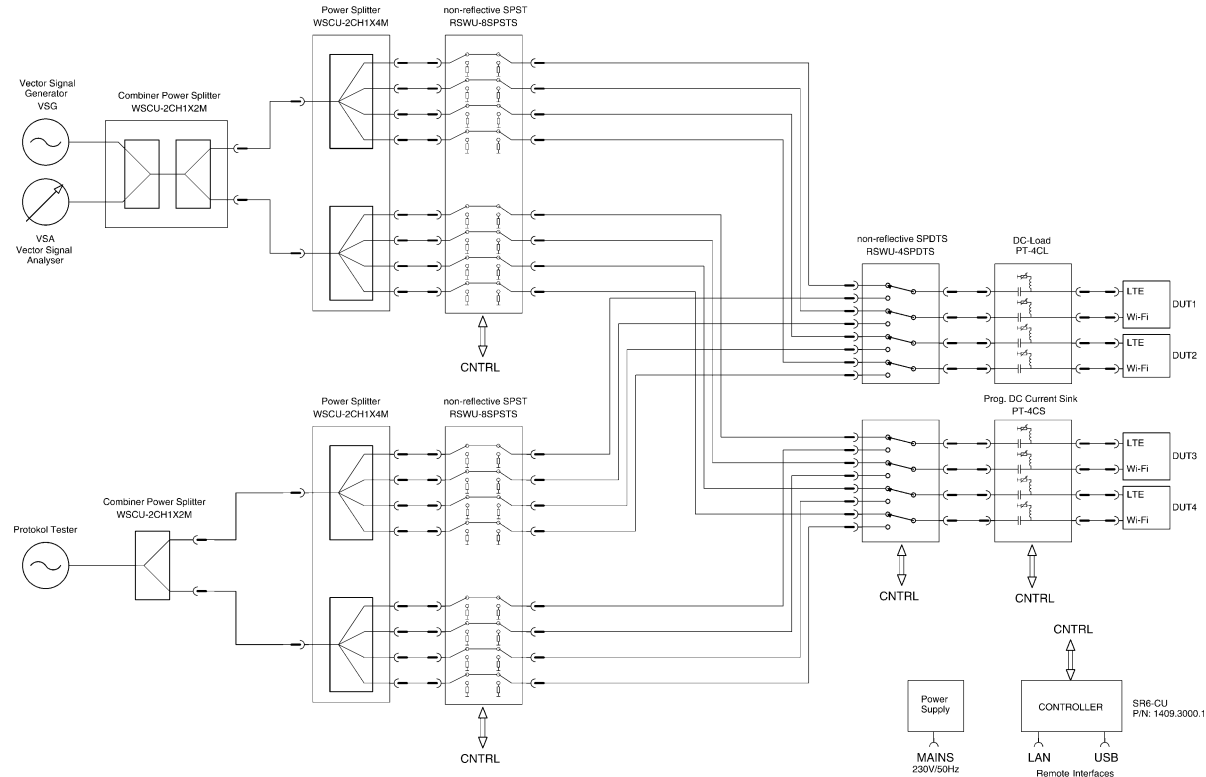 Power Splitter
WSCU-2CH1X4M
non-reflective SPST
RSWU-8SPSTS
Vector Signal
Generator
VSG
Combiner Power Splitter
WSCU-2CH1X2M
VSA
Vector Signal
Analyser
CNTRL
non-reflective SPDTS
RSWU-4SPDTS
DC-Load
PT-4CL
LTE
Wi-Fi
DUT1
LTE
Wi-Fi
DUT2
Power Splitter
WSCU-2CH1X4M
non-reflective SPST
RSWU-8SPSTS
Prog. DC Current Sink
PT-4CS
LTE
Wi-Fi
DUT3
LTE
Wi-Fi
DUT4
Combiner Power Splitter
WSCU-2CH1X2M
Protokol Tester
CNTRL
CNTRL
CNTRL
CNTRL
Power
Supply
MAINS
230V/50Hz
CONTROLLER
SR6-CU
P/N: 1409.3000.1
LAN
USB
Remote Interfaces